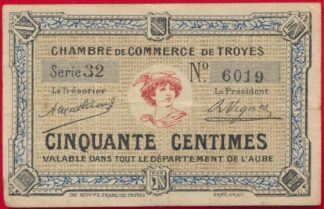 CHAMBRE DE COMMERCE DE TROYES
Serie 32
No. 6019
Le Trésorier
Le Président
CINQUANTE CENTIMES
VALABLE DANS TOUT LE DÉPARTEMENT DE L'AUBE